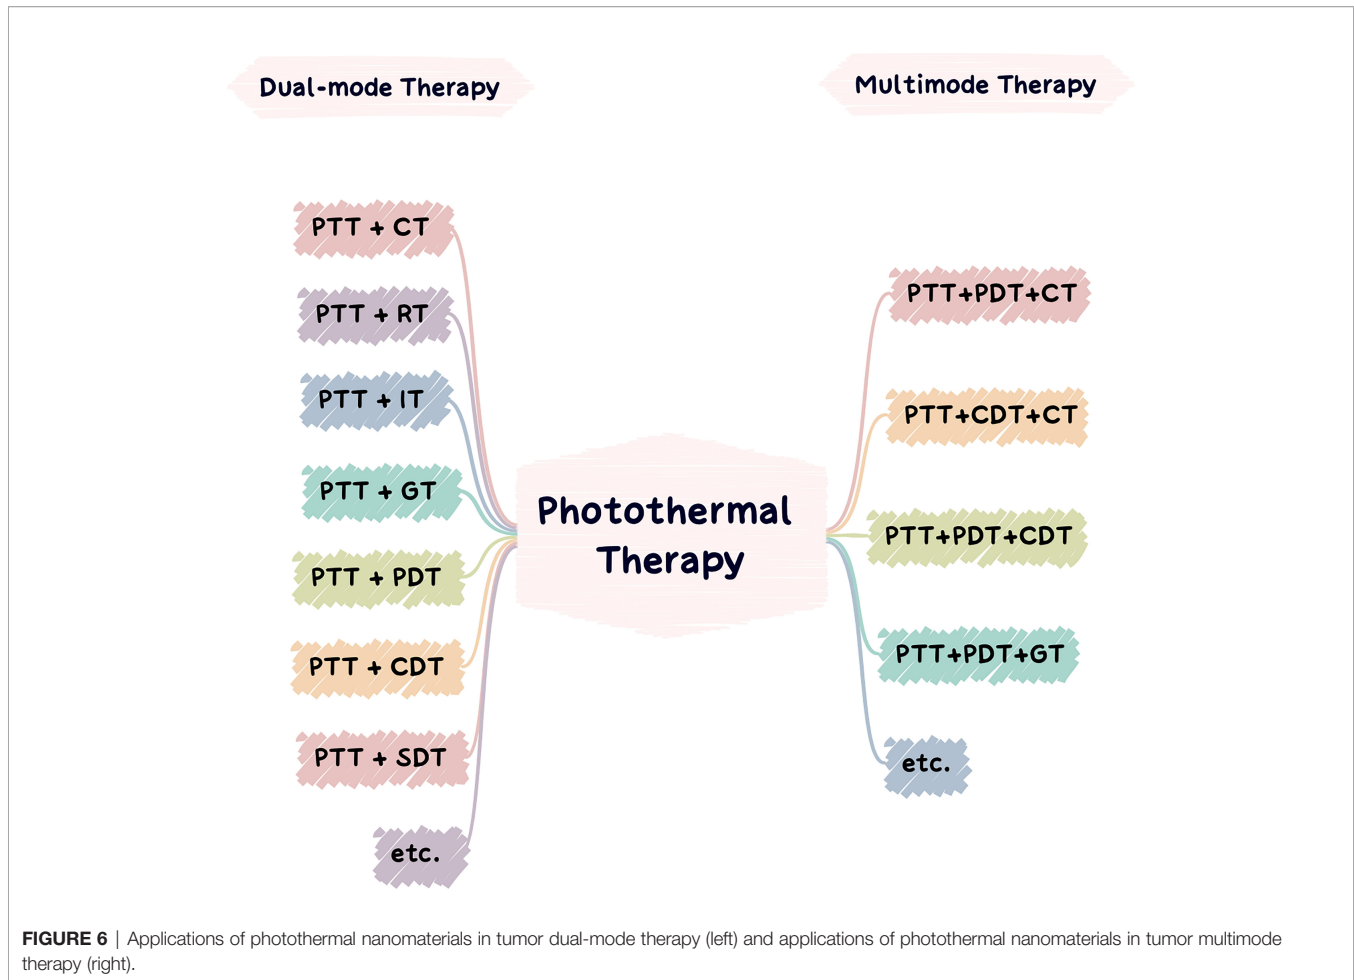 Dual-mode Therapy
Multimode Therapy
PTT + CT
PTT + RT
PTT + IT
PTT + GT
PTT + PDT
PTT + CDT
PTT + SDT
etc.
Photothermal
Therapy
PTT+PDT+CT
PTT+CDT+CT
PTT+PDT+CDT
PTT+PDT+GT
etc.
FIGURE 6 | Applications of photothermal nanomaterials in tumor dual-mode therapy (left) and applications of photothermal nanomaterials in tumor multimode
therapy (right).